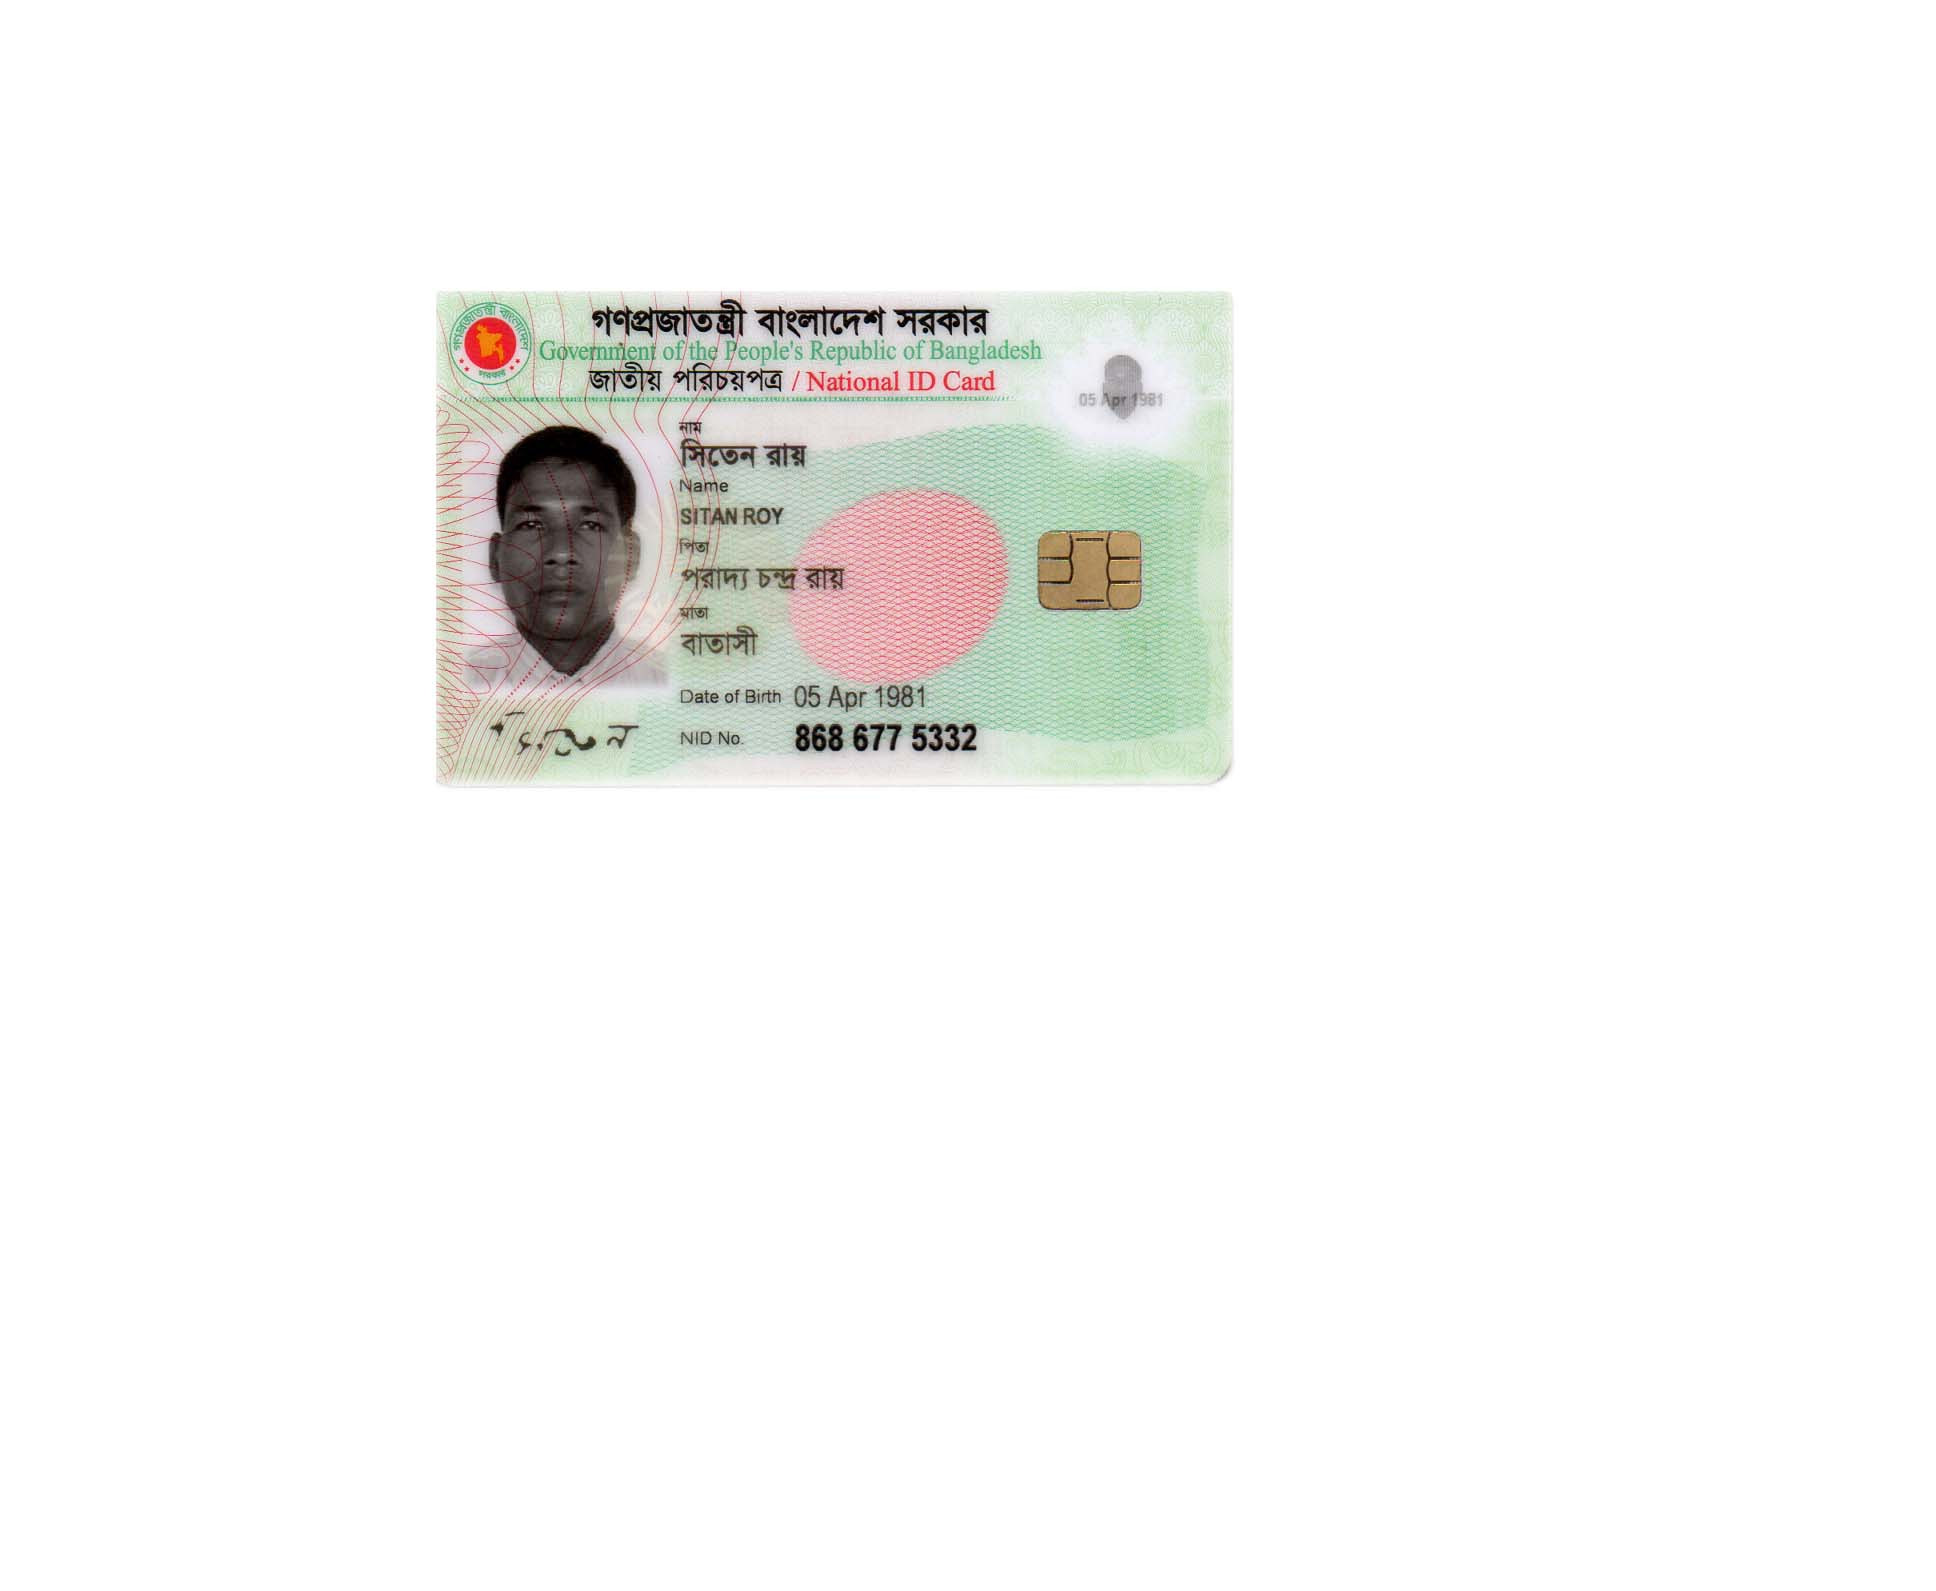 গণপ্রজাতন্ত্রী বাংলাদেশ সরকার
Government of the People's Republic of Bangladesh
জাতীয় পরিচয়পত্র / National ID Card
05 Apr 1981
নাম
সিতেন রায়
Name
SITAN ROY
পিতা
পরাদ্য চন্দ্র রায়
মাতা
বাতাসী
Date of Birth 05 Apr 1981
NID No. 868 677 5332